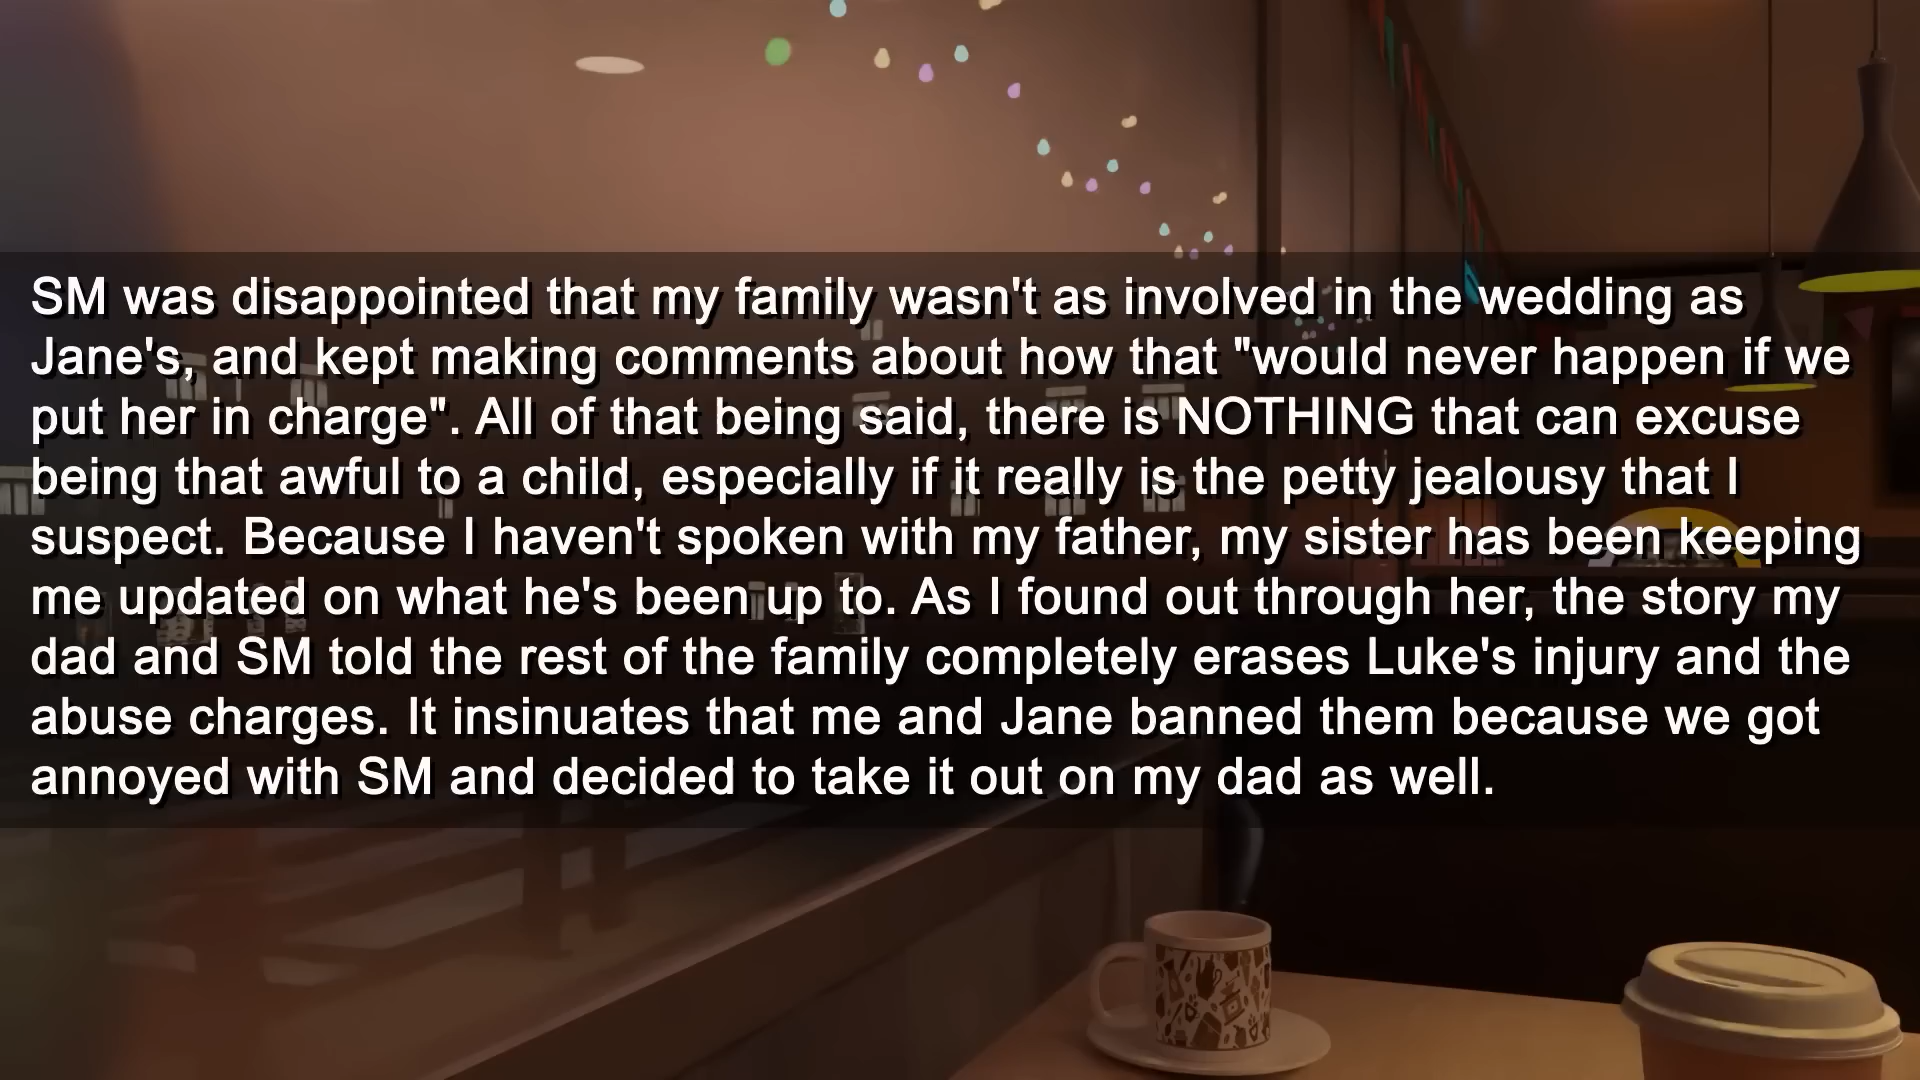 SM was disappointed that my family wasn't as involved in the wedding as
Jane's, and kept making comments about how that "would never happen if we
put her in charge". All of that being said, there is NOTHING that can excuse
being that awful to a child, especially if it really is the petty jealousy that I
suspect. Because I haven't spoken with my father, my sister has been keeping
me updated on what he's been up to. As I found out through her, the story my
dad and SM told the rest of the family completely erases Luke's injury and the
abuse charges. It insinuates that me and Jane banned them because we got
annoyed with SM and decided to take it out on my dad as well.